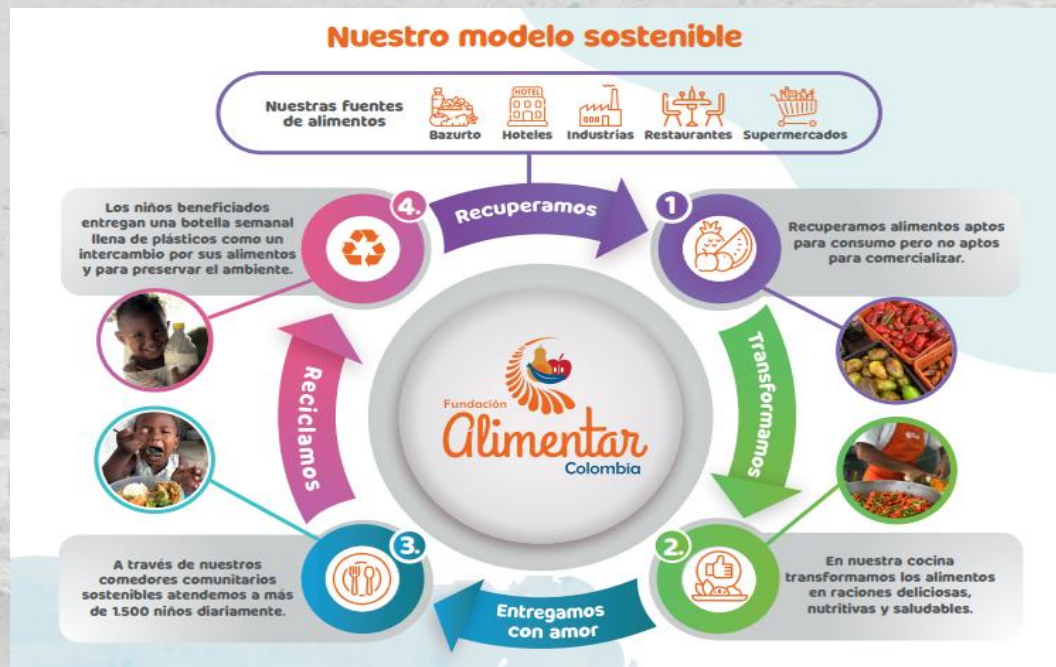 Nuestro modelo sostenible
Nuestras fuentes
de alimentos
HOTEL
Bazurto
Hoteles
Industrias
Restaurantes
Supermercados
Recuperamos
1
Recuperamos alimentos aptos
para consumo pero no aptos
para comercializar.
Transformamos
2.
En nuestra cocina
transformamos los alimentos
en raciones deliciosas,
nutritivas y saludables.
Entregamos
con amor
3.
A través de nuestros
comedores comunitarios
sostenibles atendemos a más
de 1.500 niños diariamente.
Reciclamos
4.
Los niños beneficiados
entregan una botella semanal
llena de plásticos como un
intercambio por sus alimentos
y para preservar el ambiente.
Fundación
alimentar
Colombia